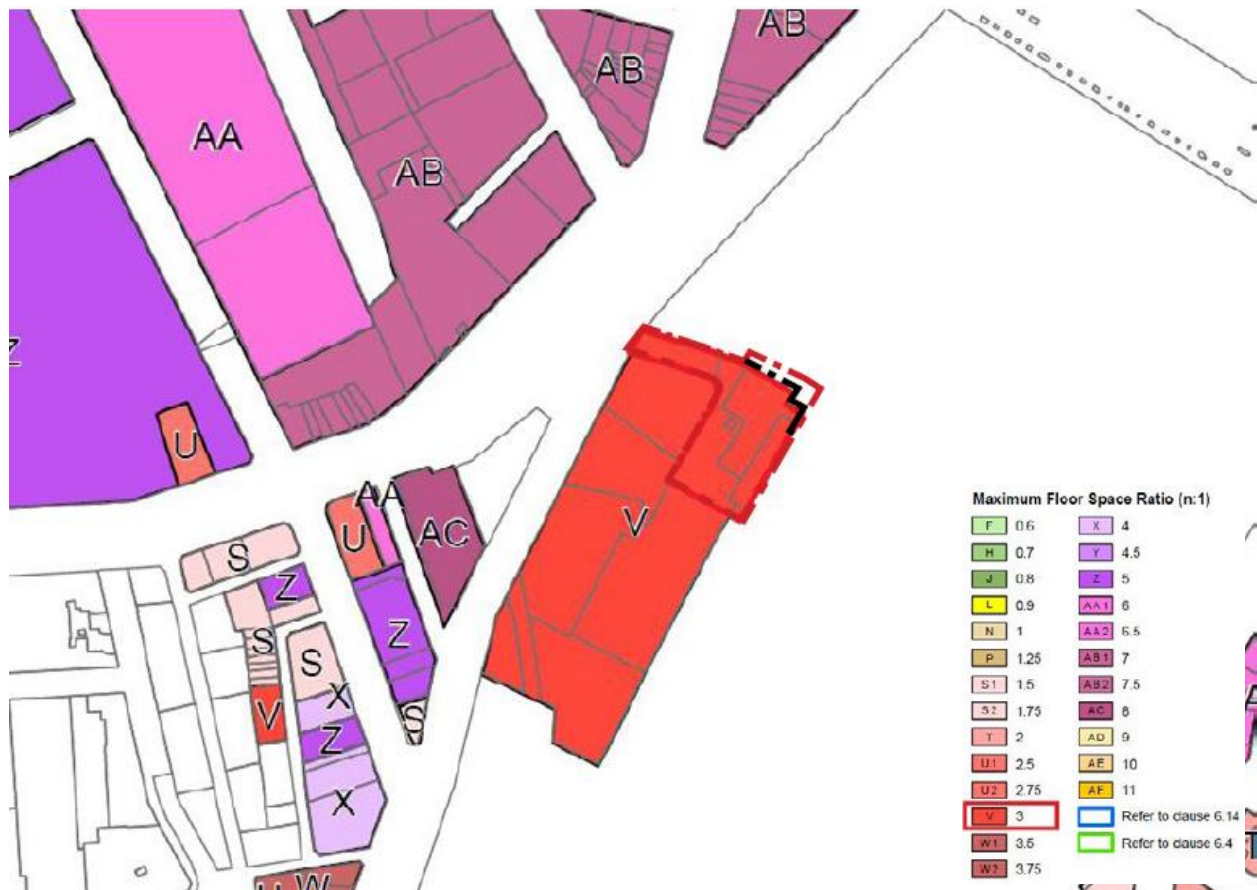 AB
AB
AA
AB
Z
U
AA
U
AC
V
S
Z
S
S
Z
X
V
S
Z
X
W
Maximum Floor Space Ratio (n:1)
F 0.6 X 4
H 0.7 Y 4.5
J 0.8 Z 5
L 0.9 AA1 6
N 1 AA2 6.5
P 1.25 AB1 7
S1 1.5 AB2 7.5
S2 1.75 AC 8
T 2 AD 9
U1 2.5 AE 10
U2 2.75 AF 11
V 3 Refer to clause 6.14
W1 3.5 Refer to clause 6.4
W2 3.75